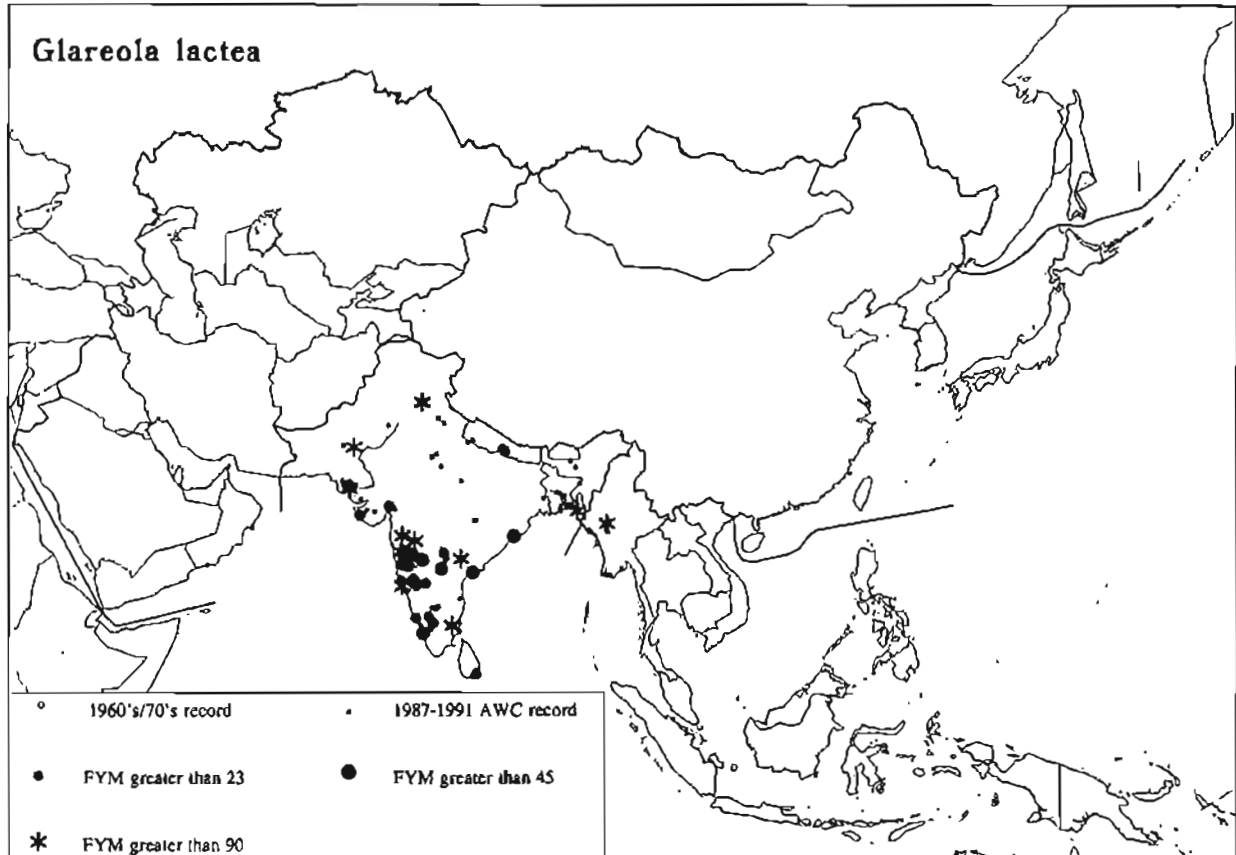 Glareola lactea
1960's/70's record
1987-1991 AWC record
FYM greater than 23
FYM greater than 45
FYM greater than 90